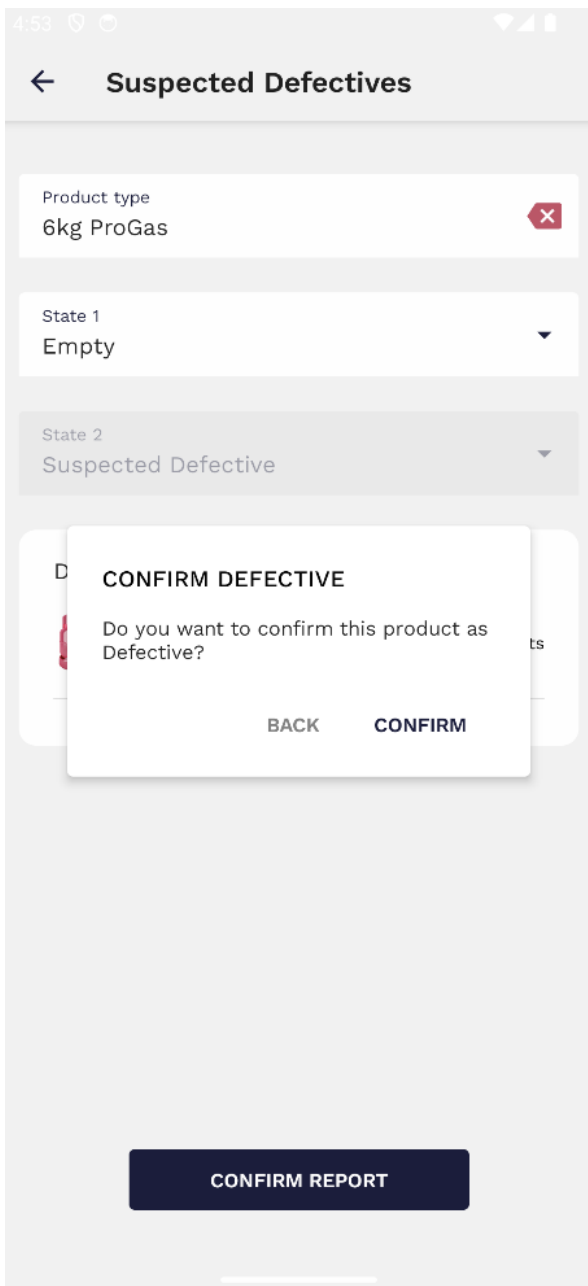 4:53
Suspected Defectives
Product type
6kg ProGas
State 1
Empty
State 2
Suspected Defective
CONFIRM DEFECTIVE
Do you want to confirm this product as
Defective?
BACK CONFIRM
CONFIRM REPORT